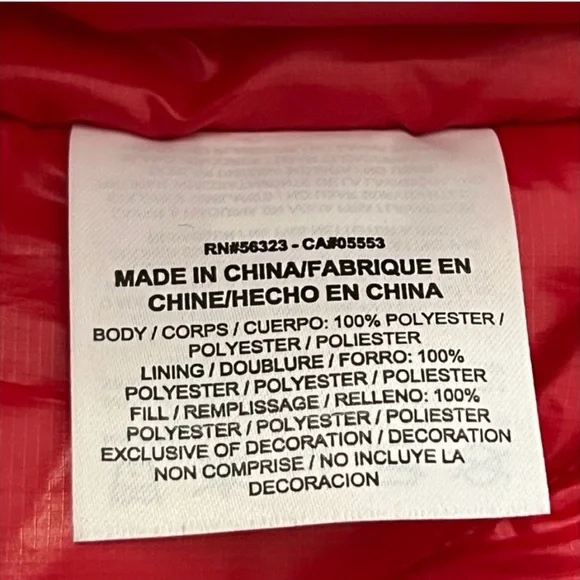 RN#56323 - CA#05553
MADE IN CHINA/FABRIQUE EN
CHINE/HECHO EN CHINA
BODY / CORPS / CUERPO: 100% POLYESTER /
POLYESTER / POLIESTER
LINING / DOUBLURE / FORRO: 100%
POLYESTER / POLYESTER / POLIESTER
FILL / REMPLISSAGE / RELLENO: 100%
POLYESTER / POLYESTER / POLIESTER
EXCLUSIVE OF DECORATION / DECORATION
NON COMPRISE / NO INCLUYE LA
DECORACION